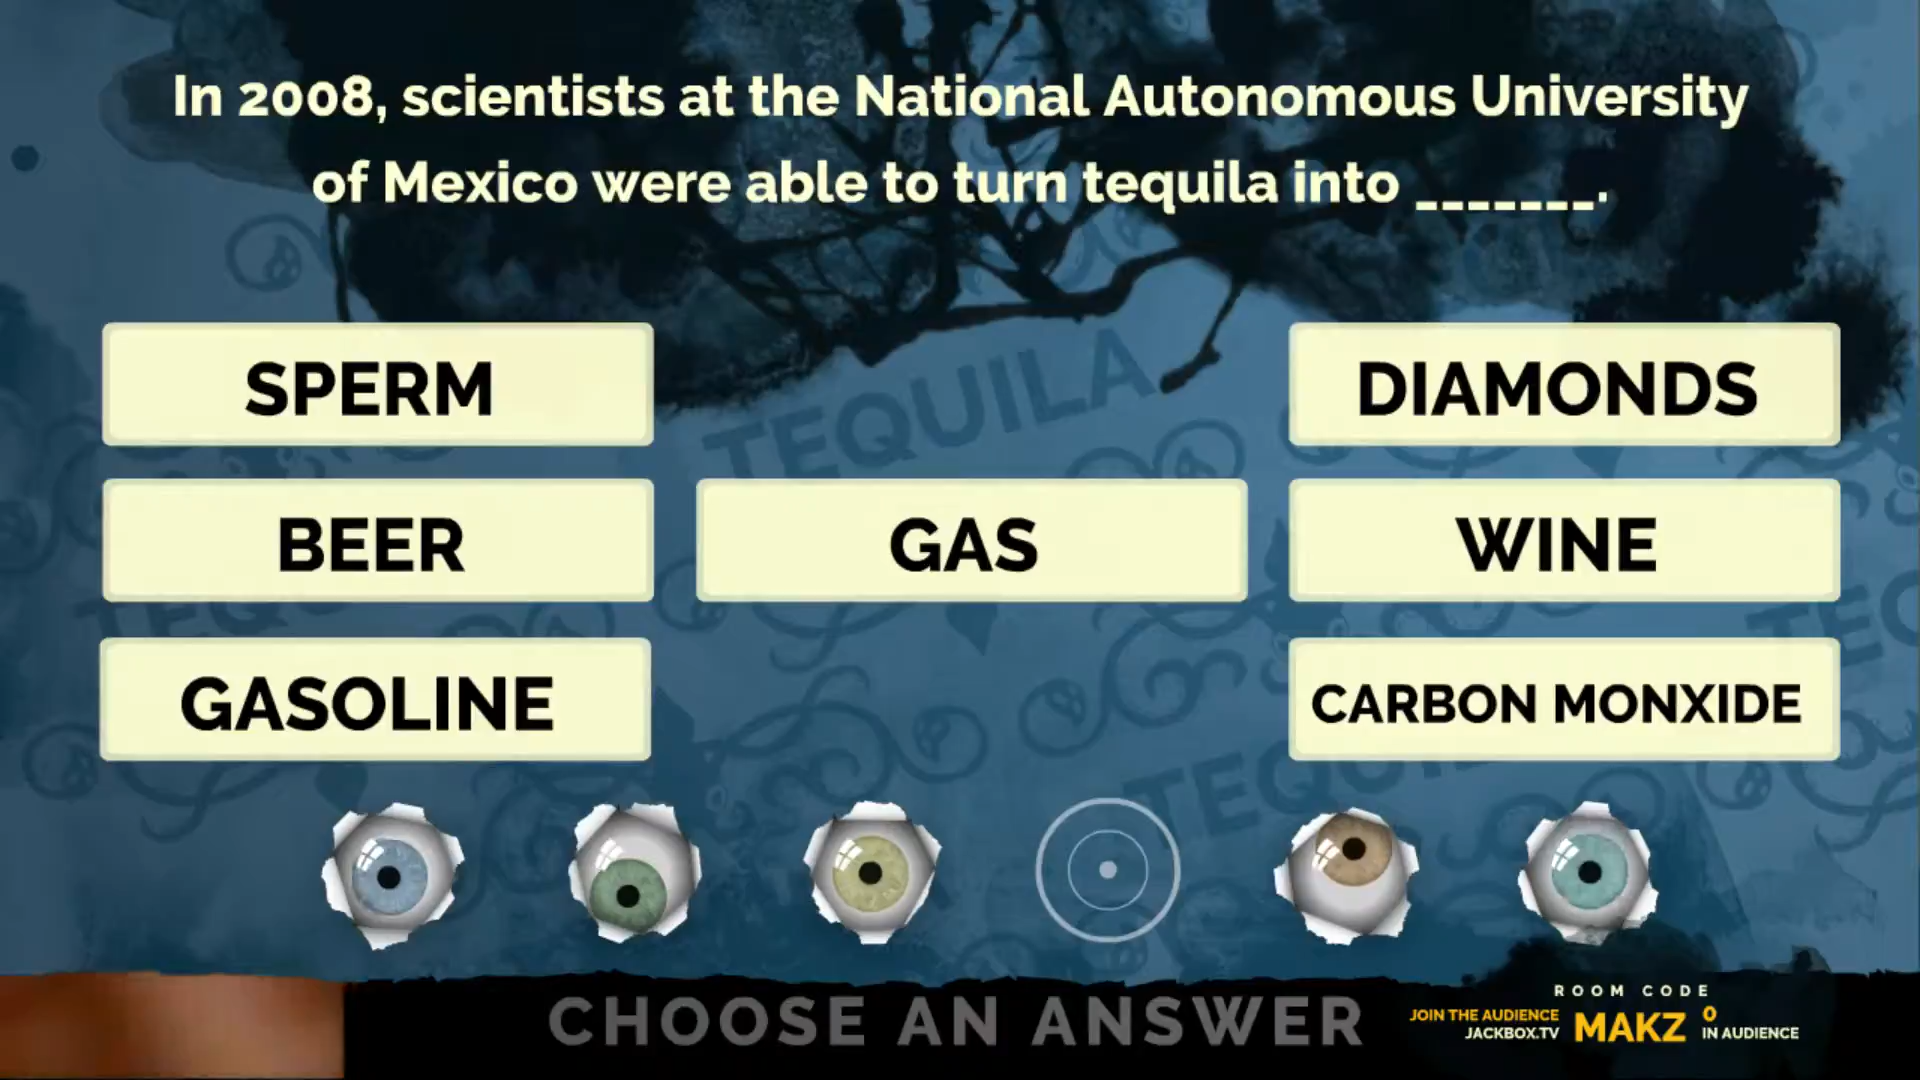 In 2008, scientists at the National Autonomous University
of Mexico were able to turn tequila into _______.
SPERM
DIAMONDS
BEER
GAS
WINE
GASOLINE
CARBON MONXIDE
TEQUILA
TEQUILA
CHOOSE AN ANSWER
ROOM CODE
JOIN THE AUDIENCE
JACKBOX.TV
MAKZ
0
IN AUDIENCE